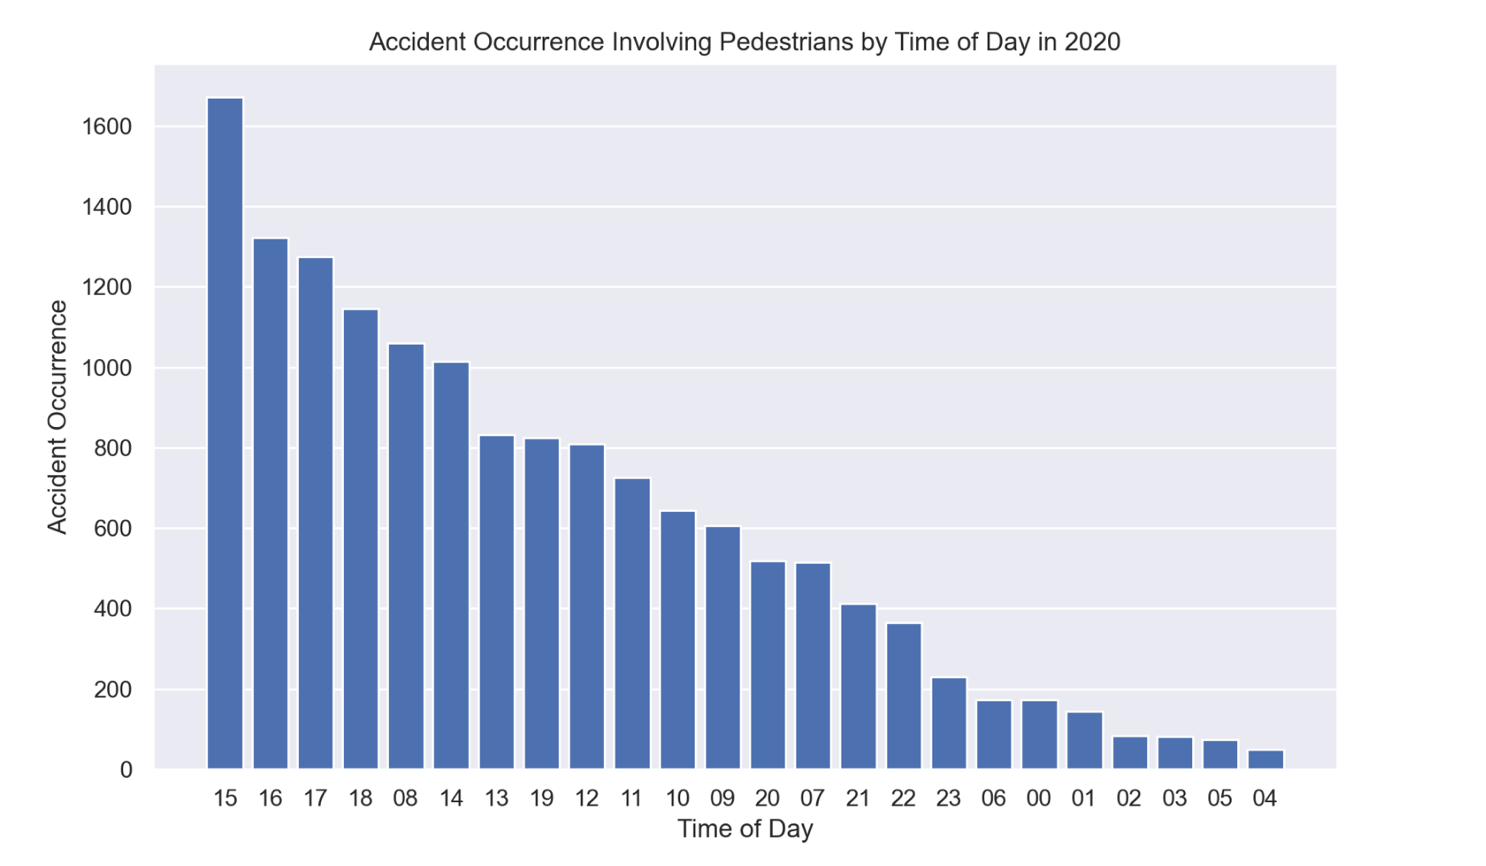 Accident Occurrence Involving Pedestrians by Time of Day in 2020
1600
1400
1200
1000
800
600
400
200
0
Accident Occurrence
15 16 17 18 08 14 13 19 12 11 10 09 20 07 21 22 23 06 00 01 02 03 05 04
Time of Day